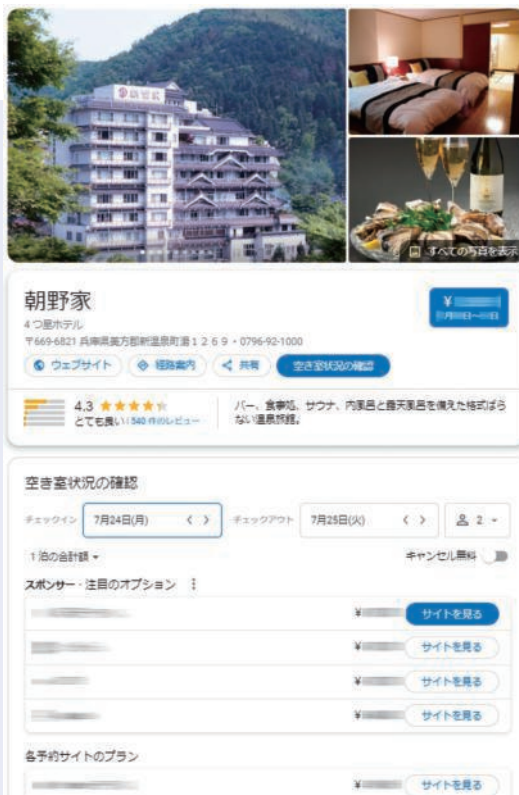 朝野家
すべての写真を表示
朝野家
¥
4つ星ホテル
〒669-6821 兵庫県美方郡新温泉町湯1269・0796-92-1000
ウェブサイト
経路案内
共有
空き室状況の確認
4.3
とても良い
540 件のレビュー
バー、食事処、サウナ、内風呂と露天風呂を備えた格式ばら
ない温泉旅館。
空き室状況の確認
チェックイン 7月24日(月) < > チェックアウト 7月25日(火) < > 2
1 泊の合計額
キャンセル無料
スポンサー・注目のオプション
¥ サイトを見る
¥ サイトを見る
¥ サイトを見る
¥ サイトを見る
各予約サイトのプラン
¥ サイトを見る